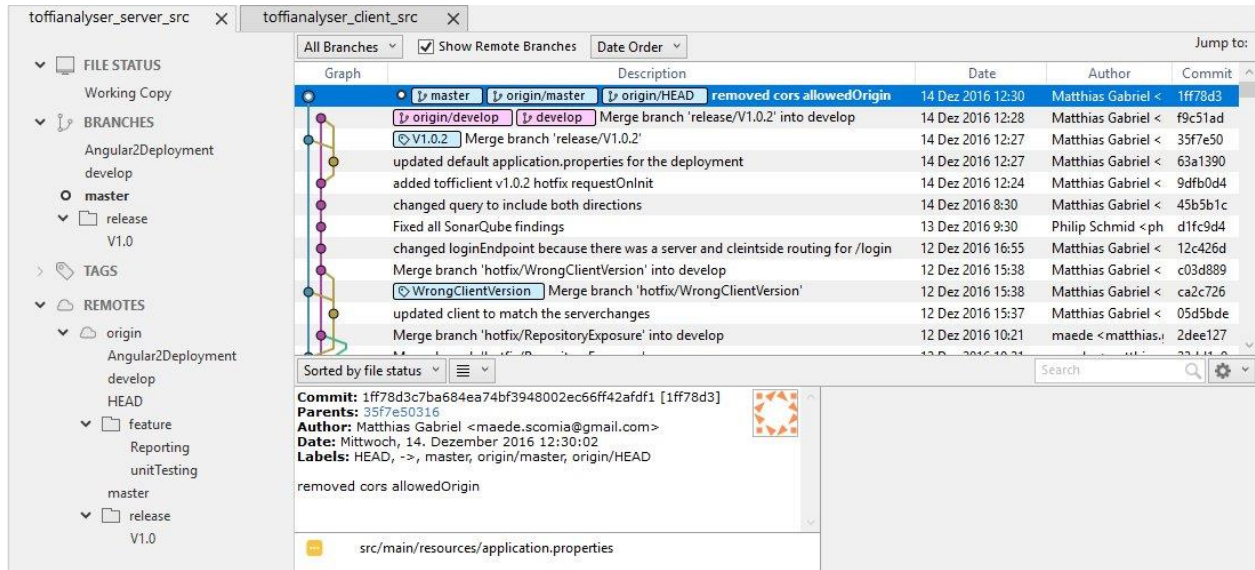 toffianalyser_server_src
toffianalyser_client_src
FILE STATUS
Working Copy
BRANCHES
Angular2Deployment
develop
master
release
V1.0
TAGS
REMOTES
origin
Angular2Deployment
develop
HEAD
feature
Reporting
unitTesting
master
release
V1.0
All Branches Show Remote Branches Date Order Jump to:
Graph Description Date Author Commit
master origin/master origin/HEAD removed cors allowedOrigin 14 Dez 2016 12:30 Matthias Gabriel < 1ff78d3
origin/develop develop Merge branch 'release/V1.0.2' into develop 14 Dez 2016 12:28 Matthias Gabriel < f9c51ad
V1.0.2 Merge branch 'release/V1.0.2' 14 Dez 2016 12:27 Matthias Gabriel < 35f7e50
updated default application.properties for the deployment 14 Dez 2016 12:27 Matthias Gabriel < 63a1390
added tofficlient v1.0.2 hotfix requestOnInit 14 Dez 2016 12:24 Matthias Gabriel < 9dfb0d4
changed query to include both directions 14 Dez 2016 8:30 Matthias Gabriel < 45b5b1c
Fixed all SonarQube findings 13 Dez 2016 9:30 Philip Schmid <ph d1fc9d4
changed loginEndpoint because there was a server and cleintside routing for /login 12 Dez 2016 16:55 Matthias Gabriel < 12c426d
Merge branch 'hotfix/WrongClientVersion' into develop 12 Dez 2016 15:38 Matthias Gabriel < c03d889
WrongClientVersion Merge branch 'hotfix/WrongClientVersion' 12 Dez 2016 15:38 Matthias Gabriel < ca2c726
updated client to match the serverchanges 12 Dez 2016 15:37 Matthias Gabriel < 05d5bde
Merge branch 'hotfix/RepositoryExposure' into develop 12 Dez 2016 10:21 maede <matthias. 2dee127
Sorted by file status Search
Commit: 1ff78d3c7ba684ea74bf3948002ec66ff42afdf1 [1ff78d3]
Parents: 35f7e50316
Author: Matthias Gabriel <maede.scomia@gmail.com>
Date: Mittwoch, 14. Dezember 2016 12:30:02
Labels: HEAD, ->, master, origin/master, origin/HEAD
removed cors allowedOrigin
src/main/resources/application.properties